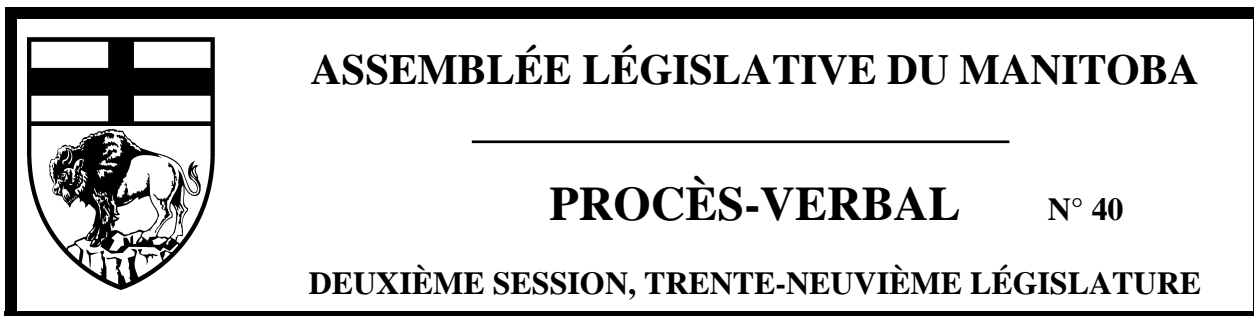 ASSEMBLÉE LÉGISLATIVE DU MANITOBA
PROCÈS-VERBAL N° 40
DEUXIÈME SESSION, TRENTE-NEUVIÈME LÉGISLATURE